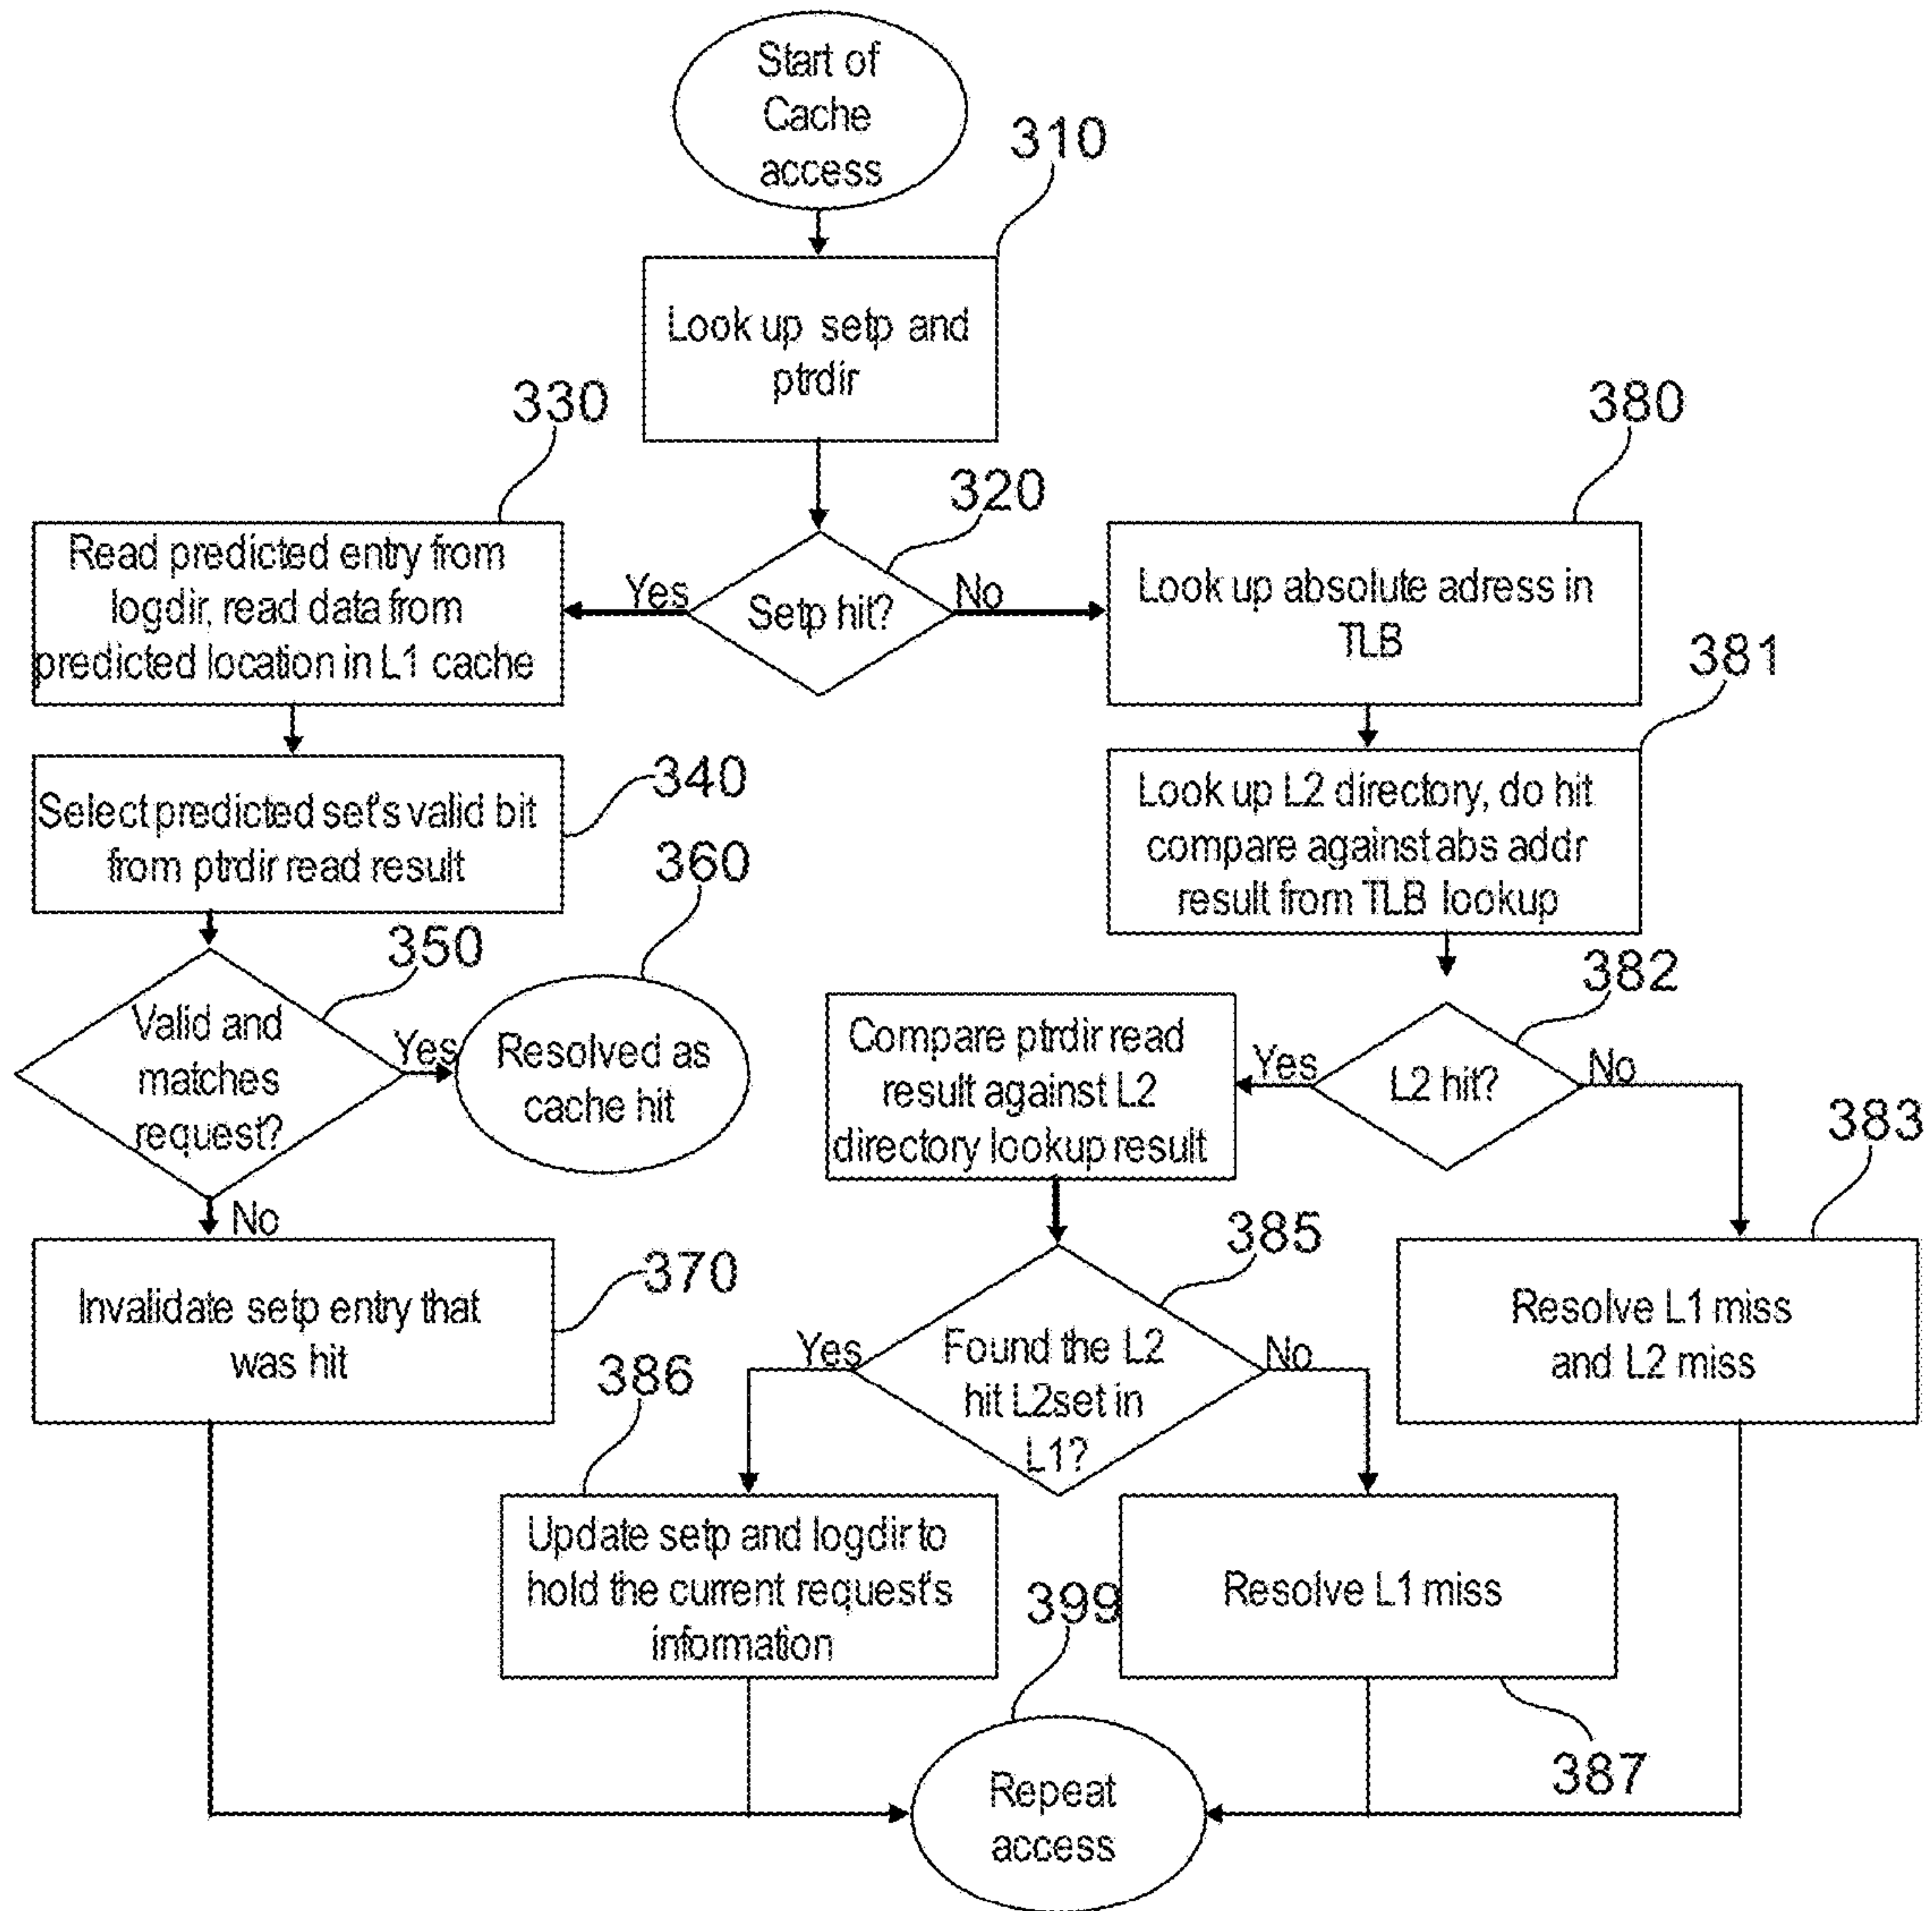 Start of
Cache
access
310
Look up setp and
ptrdir
330
380
320
Read predicted entry from
logdir, read data from
predicted location in L1 cache
Yes
Setp hit?
No
Look up absolute adress in
TLB
381
Select predicted set's valid bit
from ptrdir read result
340
Look up L2 directory, do hit
compare against abs addr
result from TLB lookup
360
350
382
Valid and
matches
request?
Yes
Resolved as
cache hit
Compare ptrdir read
result against L2
directory lookup result
Yes
L2 hit?
No
383
No
385
Invalidate setp entry that
was hit
370
Resolve L1 miss
and L2 miss
Yes
Found the L2
hit L2set in
L1?
No
386
Update setp and logdir to
hold the current request's
information
399
Resolve L1 miss
387
Repeat
access